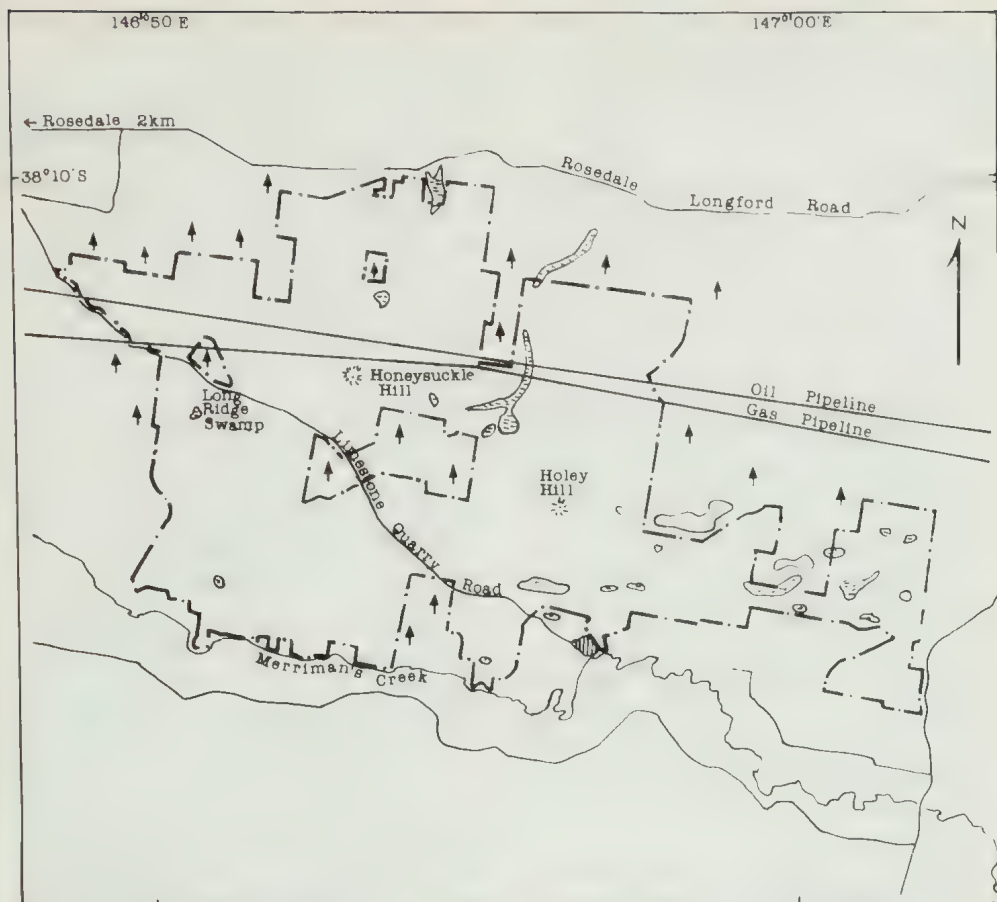 146°50 E
147°01'00 E
← Rosedale 2km
38°10'S
Rosedale
Longford Road
N
Honeysuckle
Hill
Long
Ridge
Swamp
Oil Pipeline
Gas Pipeline
Limestone
Quarry
Road
Holey
Hill
Merriman's Creek